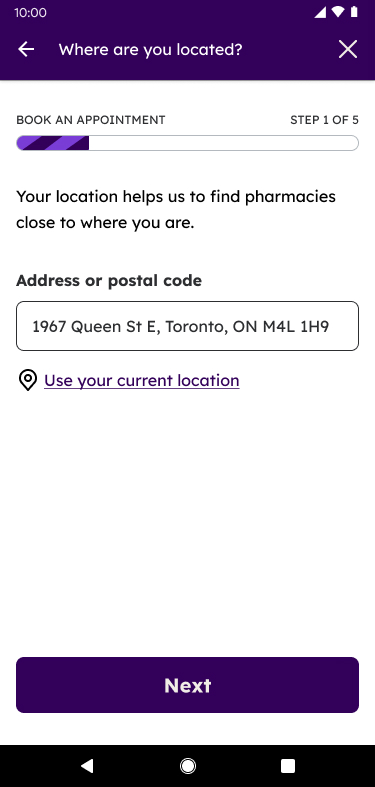 10:00
Where are you located?
BOOK AN APPOINTMENT STEP 1 OF 5
Your location helps us to find pharmacies
close to where you are.
Address or postal code
1967 Queen St E, Toronto, ON M4L 1H9
Use your current location
Next